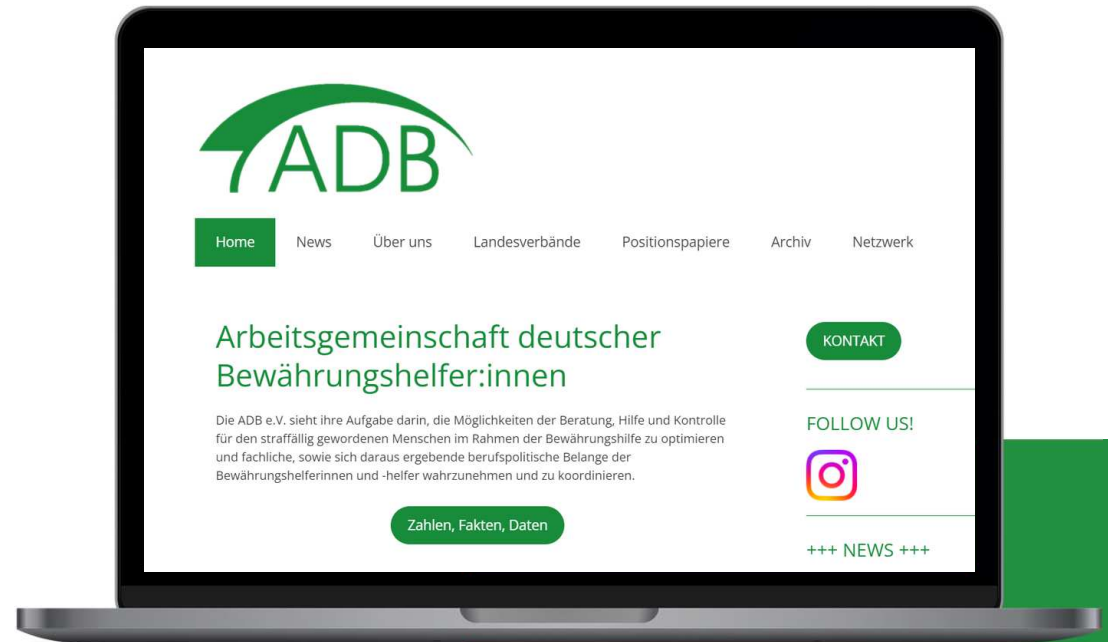 ADB
Home News Über uns Landesverbände Positionspapiere Archiv Netzwerk
Arbeitsgemeinschaft deutscher
Bewährungshelfer:innen
Die ADB e.V. sieht ihre Aufgabe darin, die Möglichkeiten der Beratung, Hilfe und Kontrolle
für den straffällig gewordenen Menschen im Rahmen der Bewährungshilfe zu optimieren
und fachliche, sowie sich daraus ergebende berufspolitische Belange der
Bewährungshelferinnen und -helfer wahrzunehmen und zu koordinieren.
Zahlen, Fakten, Daten
KONTAKT
FOLLOW US!
+++ NEWS +++